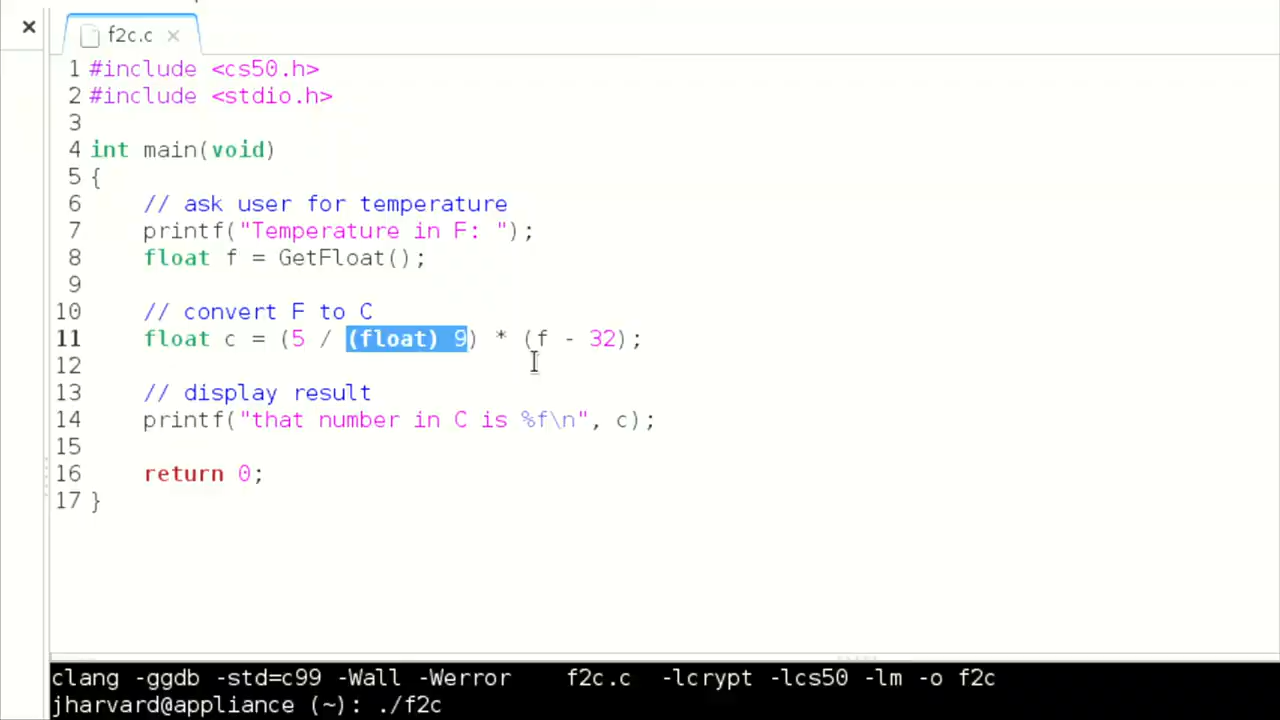 × f2c.c ×
1 #include <cs50.h>
2 #include <stdio.h>
3
4 int main(void)
5 {
6     // ask user for temperature
7     printf("Temperature in F: ");
8     float f = GetFloat();
9
10     // convert F to C
11     float c = (5 / (float) 9) * (f - 32);
12
13     // display result
14     printf("that number in C is %f\n", c);
15
16     return 0;
17 }
clang -ggdb -std=c99 -Wall -Werror    f2c.c  -lcrypt -lcs50 -lm -o f2c
jharvard@appliance (~): ./f2c